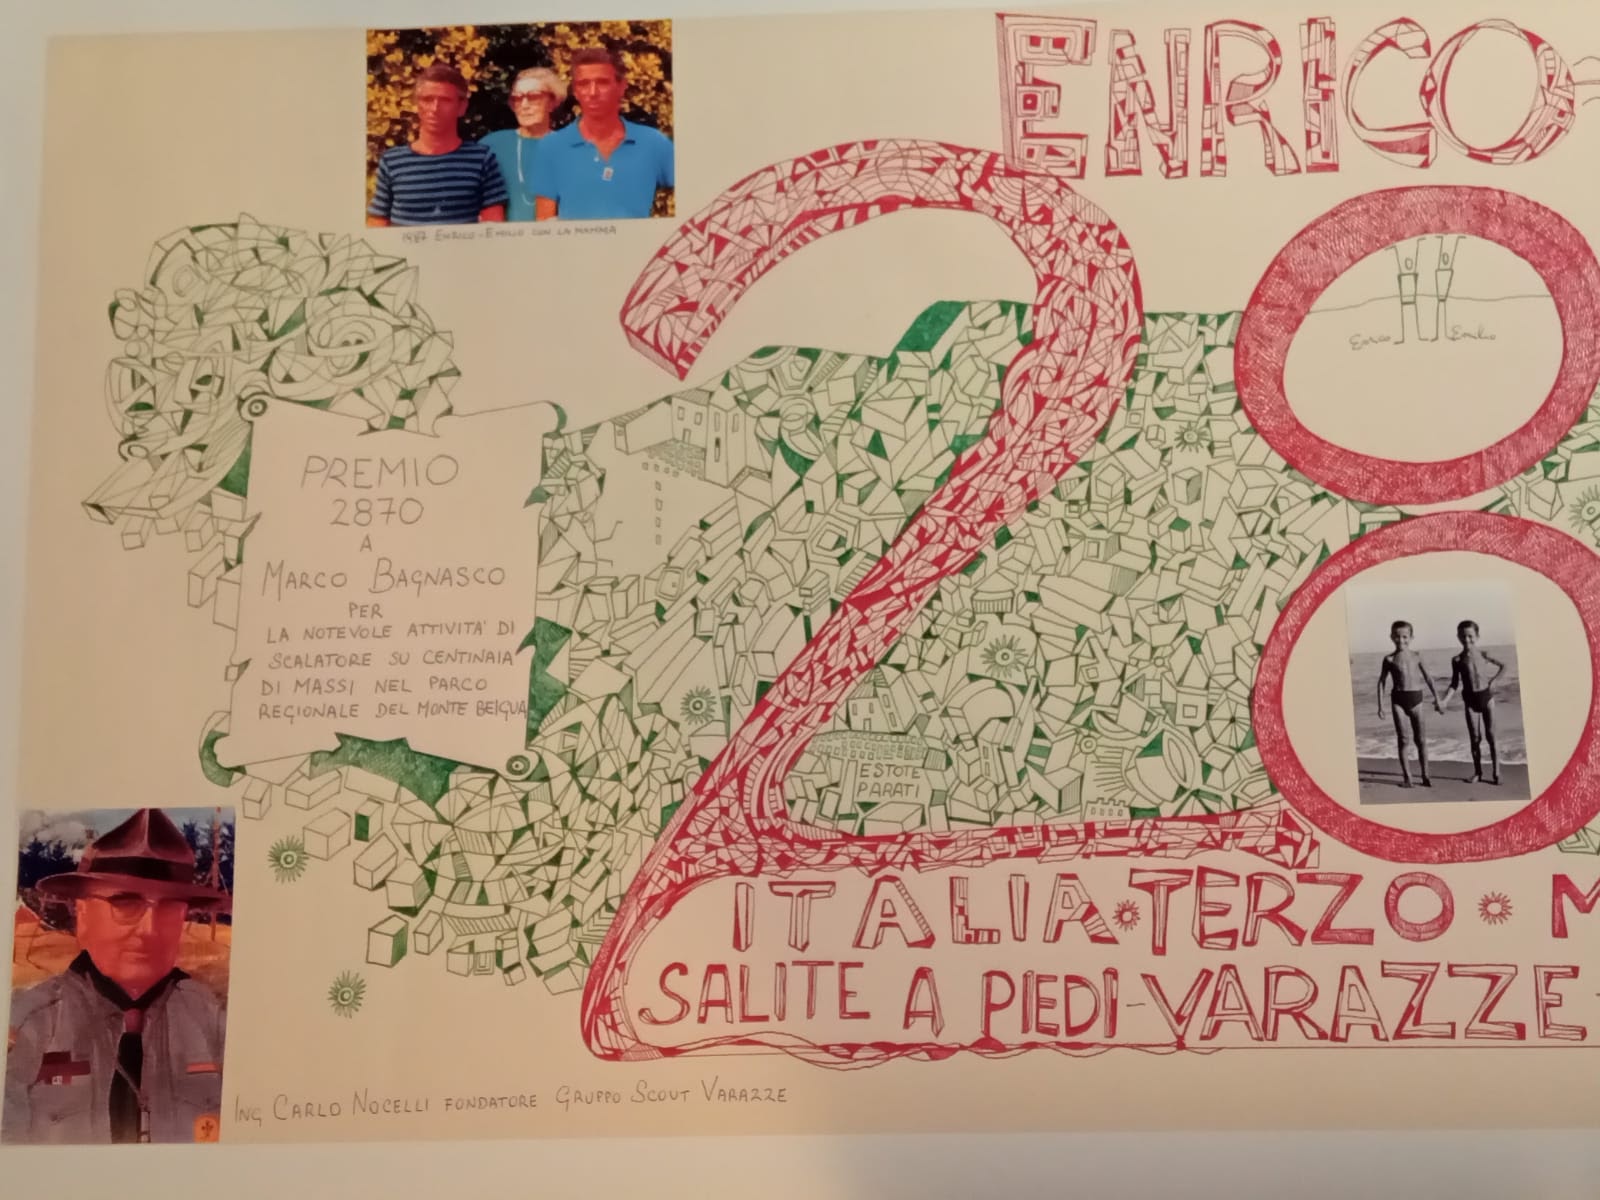 ENRICO
1987 ENRICO-EMILIO CON LA MAMMA
28
Enrico Emilio
PREMIO
2870
A
MARCO BAGNASCO
PER
LA NOTEVOLE ATTIVITA' DI
SCALATORE SU CENTINAIA
DI MASSI NEL PARCO
REGIONALE DEL MONTE BEIGUA
ESTOTE
PARATI
ITALIA·TERZO · M
SALITE A PIEDI-VARAZZE-
ING CARLO NOCELLI FONDATORE GRUPPO SCOUT VARAZZE